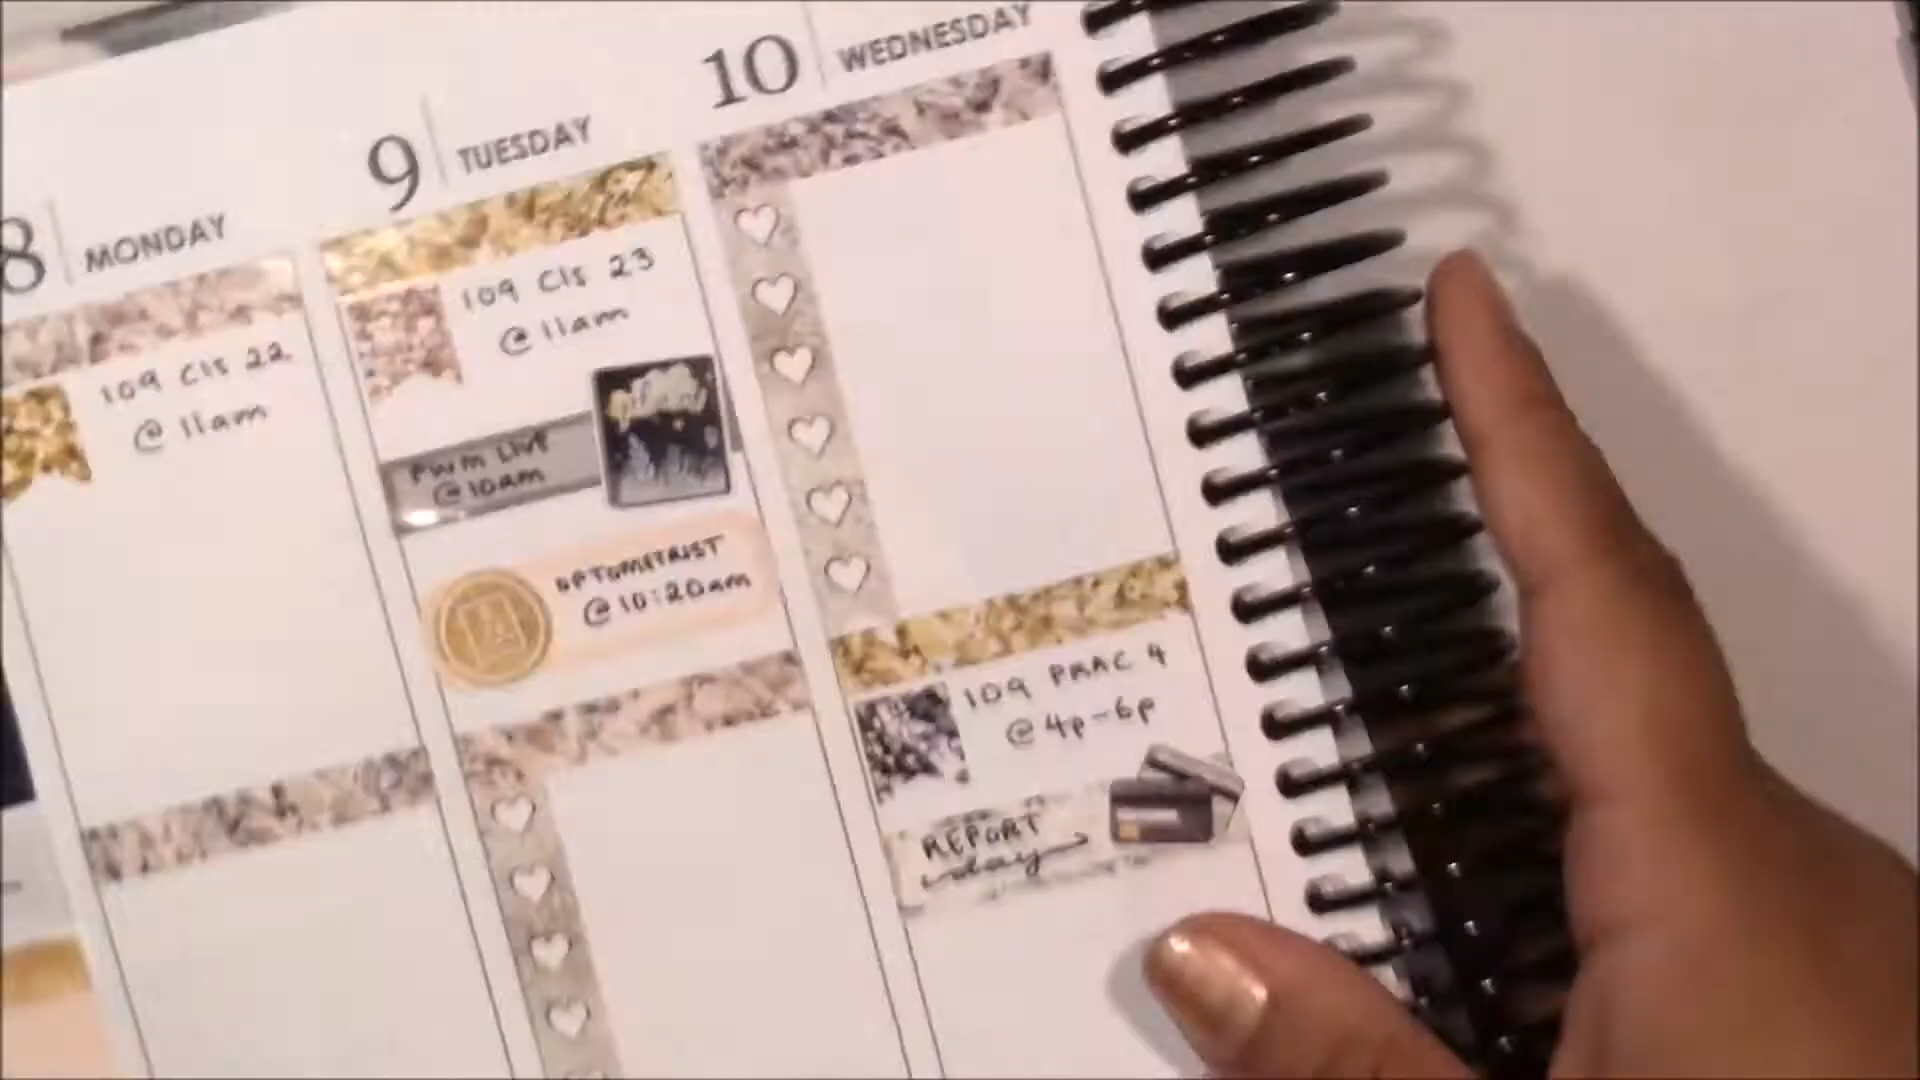 8 MONDAY
109 Cls 22
@ 11am
9 TUESDAY
109 Cls 23
@ 11am
PWM LIVE
@10am
OPTOMETRIST
@ 10:20am
10 WEDNESDAY
109 PRAC 4
@ 4p-6p
REPORT
day